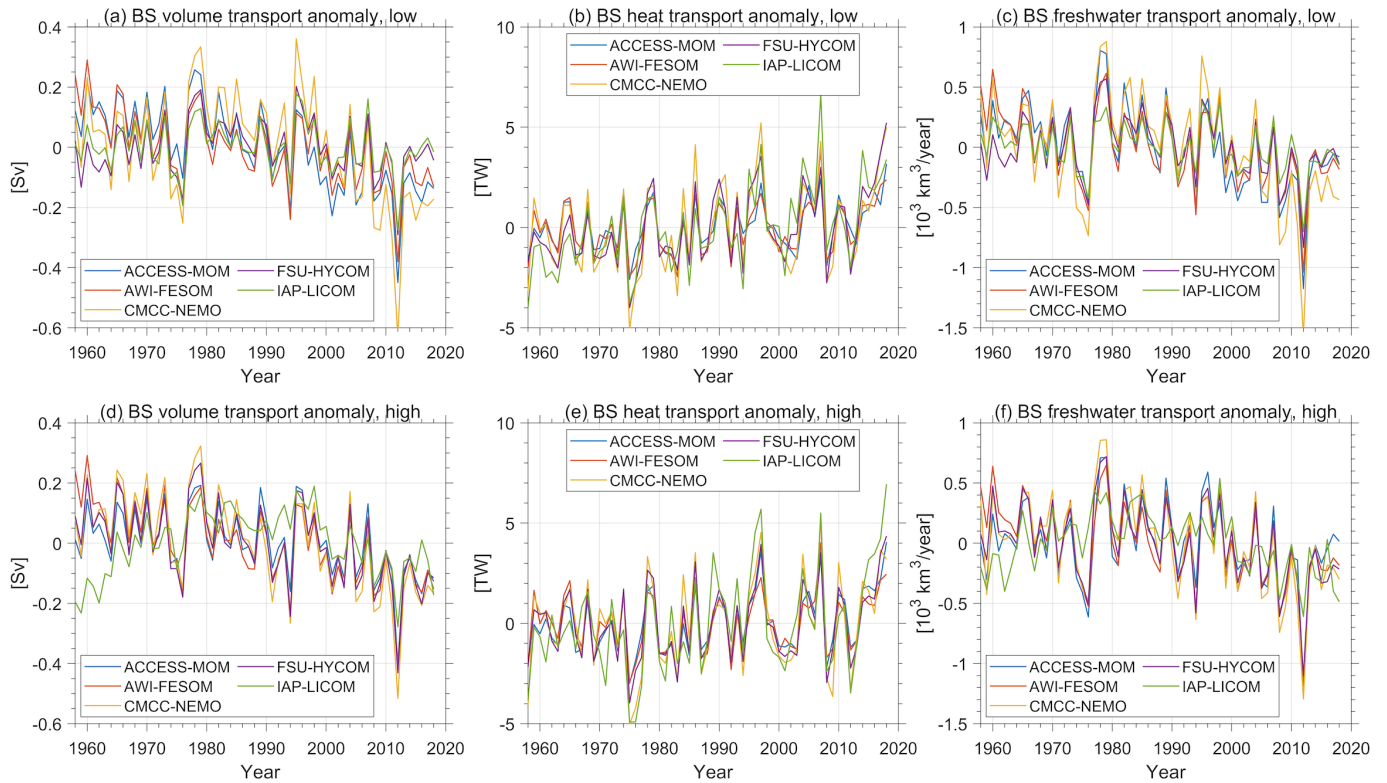 (a) BS volume transport anomaly, low
0.4
0.2
0
-0.2
-0.4
-0.6
[Sv]
ACCESS-MOM
AWI-FESOM
CMCC-NEMO
FSU-HYCOM
IAP-LICOM
1960 1970 1980 1990 2000 2010 2020
Year
(b) BS heat transport anomaly, low
10
5
0
-5
[TW]
ACCESS-MOM
AWI-FESOM
CMCC-NEMO
FSU-HYCOM
IAP-LICOM
1960 1970 1980 1990 2000 2010 2020
Year
(c) BS freshwater transport anomaly, low
1
0.5
0
-0.5
-1
-1.5
[10³ km³/year]
ACCESS-MOM
AWI-FESOM
CMCC-NEMO
FSU-HYCOM
IAP-LICOM
1960 1970 1980 1990 2000 2010 2020
Year
(d) BS volume transport anomaly, high
0.4
0.2
0
-0.2
-0.4
-0.6
[Sv]
ACCESS-MOM
AWI-FESOM
CMCC-NEMO
FSU-HYCOM
IAP-LICOM
1960 1970 1980 1990 2000 2010 2020
Year
(e) BS heat transport anomaly, high
10
5
0
-5
[TW]
ACCESS-MOM
AWI-FESOM
CMCC-NEMO
FSU-HYCOM
IAP-LICOM
1960 1970 1980 1990 2000 2010 2020
Year
(f) BS freshwater transport anomaly, high
1
0.5
0
-0.5
-1
-1.5
[10³ km³/year]
ACCESS-MOM
AWI-FESOM
CMCC-NEMO
FSU-HYCOM
IAP-LICOM
1960 1970 1980 1990 2000 2010 2020
Year